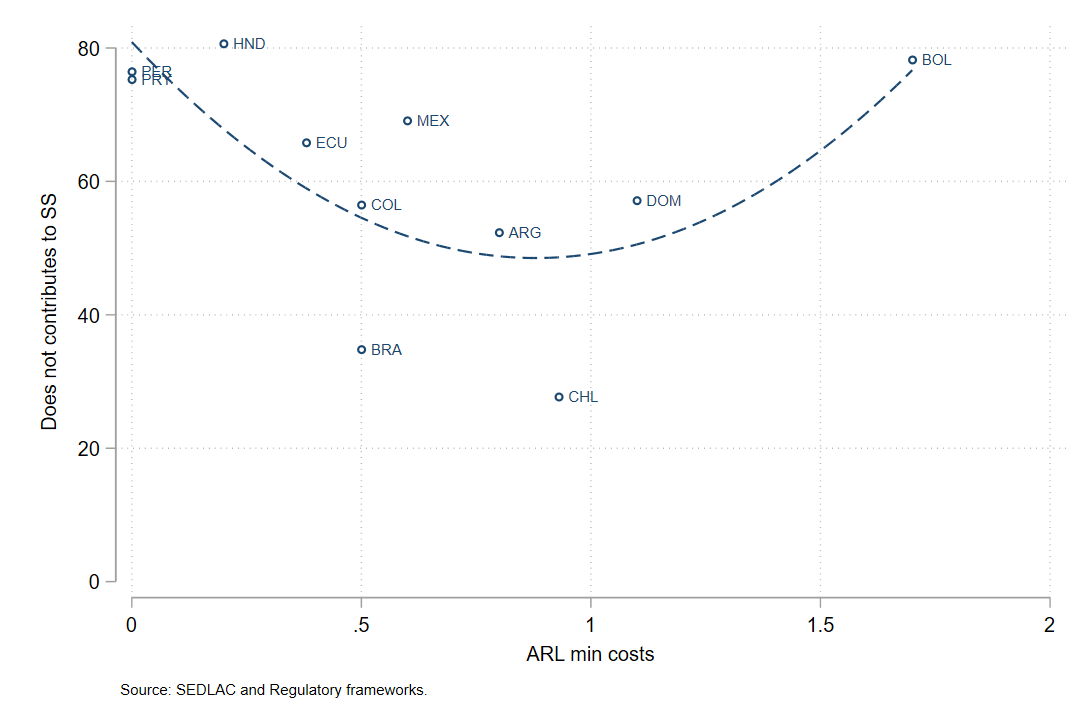 80
HND
BOL
PER
PRY
MEX
ECU
60
DOM
COL
ARG
Does not contributes to SS
40
BRA
CHL
20
0
0 .5 1 1.5 2
ARL min costs
Source: SEDLAC and Regulatory frameworks.